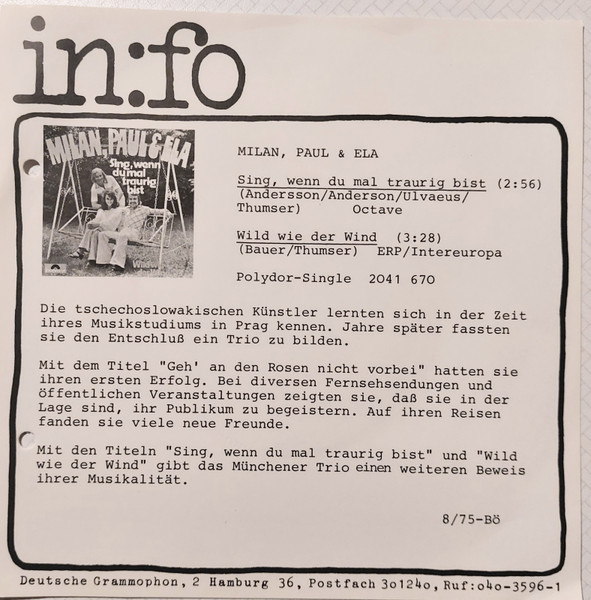 in:fo
MILAN, PAUL & ELA
Sing, wenn
du mal
traurig
bist
MILAN, PAUL & ELA
Sing, wenn du mal traurig bist (2:56)
(Andersson/Anderson/Ulvaeus/
Thumser) Octave
Wild wie der Wind (3:28)
(Bauer/Thumser) ERP/Intereuropa
Polydor-Single 2041 670
Die tschechoslowakischen Künstler lernten sich in der Zeit
ihres Musikstudiums in Prag kennen. Jahre später fassten
sie den Entschluß ein Trio zu bilden.
Mit dem Titel "Geh' an den Rosen nicht vorbei" hatten sie
ihren ersten Erfolg. Bei diversen Fernsehsendungen und
öffentlichen Veranstaltungen zeigten sie, daß sie in der
Lage sind, ihr Publikum zu begeistern. Auf ihren Reisen
fanden sie viele neue Freunde.
Mit den Titeln "Sing, wenn du mal traurig bist" und "Wild
wie der Wind" gibt das Münchener Trio einen weiteren Beweis
ihrer Musikalität.
8/75-Bö
Deutsche Grammophon, 2 Hamburg 36, Postfach 301240, Ruf:040-3596-1